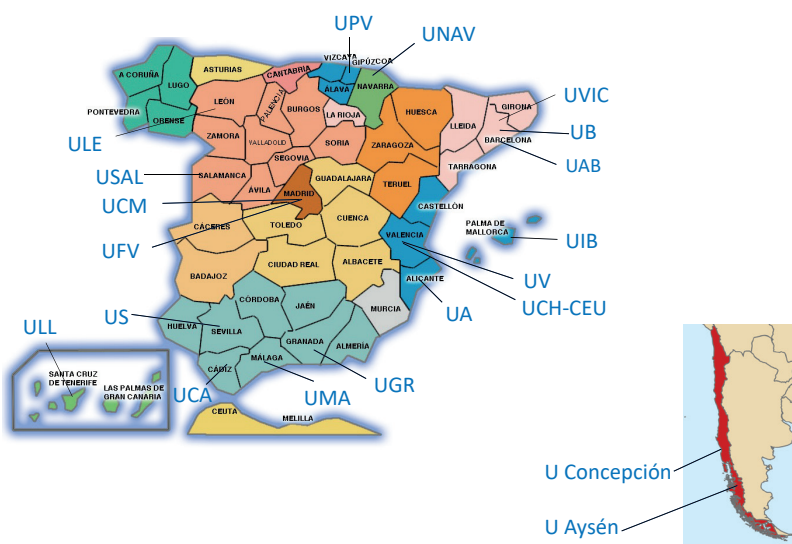 UPV
UNAV
VIZCAYA
GIPÚZCOA
A CORUÑA
ASTURIAS
CANTABRIA
LUGO
ÁLAVA
NAVARRA
PONTEVEDRA
ORENSE
LEÓN
PALENCIA
BURGOS
LA RIOJA
HUESCA
LLEIDA
GIRONA
BARCELONA
UVIC
UB
UAB
ULE
ZAMORA
VALLADOLID
SORIA
ZARAGOZA
TARRAGONA
SEGOVIA
USAL
SALAMANCA
ÁVILA
MADRID
GUADALAJARA
TERUEL
UCM
CASTELLÓN
CÁCERES
TOLEDO
CUENCA
VALENCIA
PALMA DE
MALLORCA
UIB
UFV
BADAJOZ
CIUDAD REAL
ALBACETE
ALICANTE
UV
UCH-CEU
UA
CÓRDOBA
JAÉN
MURCIA
US
HUELVA
SEVILLA
GRANADA
ALMERÍA
CÁDIZ
MÁLAGA
ULL
SANTA CRUZ
DE TENERIFE
LAS PALMAS DE
GRAN CANARIA
UCA
UMA
UGR
CEUTA
MELILLA
U Concepción
U Aysén